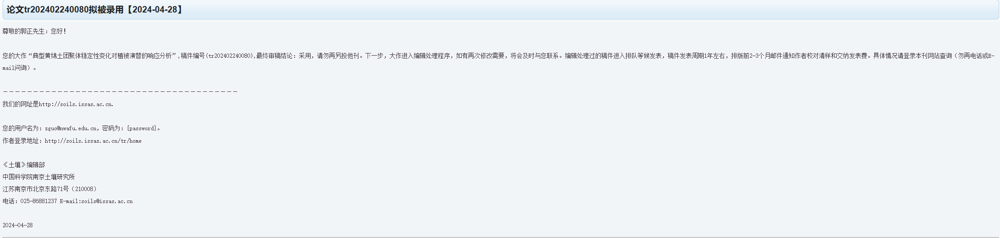 论文tr202402240080拟被录用【2024-04-28】
尊敬的郭正先生：您好！
您的大作“典型黄绵土团聚体稳定性变化对植被演替的响应分析”,稿件编号(tr202402240080),最终审稿结论：采用，请勿再另投他刊。下一步，大作进入编辑处理程序，如有再次修改需要，将会及时与您联系。编辑处理过的稿件进入排队等候发表，稿件发表周期1年左右，排版前2-3个月邮件通知作者校对清样和交纳发表费。具体情况请登录本刊网站查询（勿再电话或E-
mail问询）。
－－－－－－－－－－－－－－－－－－－－－－－－－－－－－－－－－－－－－－－
我们的网址是http://soils.issas.ac.cn.
您的用户名为：zguo@nwafu.edu.cn，密码为：[password]。
作者登录地址：http://soils.issas.ac.cn/tr/home
《土壤》编辑部
中国科学院南京土壤研究所
江苏南京市北京东路71号（210008）
电话：025-86881237 E-mail:soils@issas.ac.cn
2024-04-28